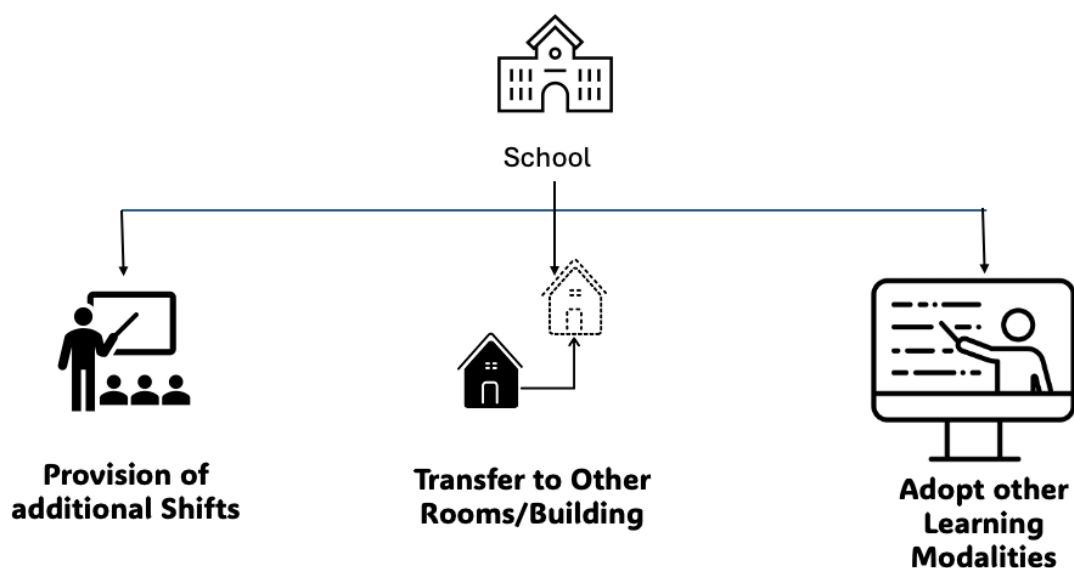 School
Provision of
additional Shifts
Transfer to Other
Rooms/Building
Adopt other
Learning
Modalities